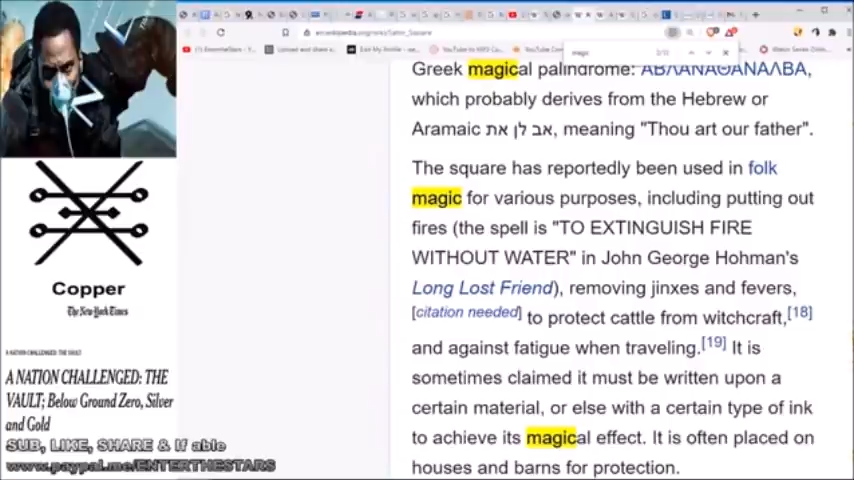 en.wikipedia.org/wiki/Sator_Square
magic
Greek magical palindrome: ΑΒΛΑΝΑΘΑΝΑΛΒΑ,
which probably derives from the Hebrew or
Aramaic אב לן את, meaning "Thou art our father".
The square has reportedly been used in folk
magic for various purposes, including putting out
fires (the spell is "TO EXTINGUISH FIRE
WITHOUT WATER" in John George Hohman's
Long Lost Friend), removing jinxes and fevers,
[citation needed] to protect cattle from witchcraft,[18]
and against fatigue when traveling.[19] It is
sometimes claimed it must be written upon a
certain material, or else with a certain type of ink
to achieve its magical effect. It is often placed on
houses and barns for protection.
Copper
The New York Times
A NATION CHALLENGED: THE VAULT
A NATION CHALLENGED: THE
VAULT; Below Ground Zero, Silver
and Gold
SUB, LIKE, SHARE & If able
www.paypal.me/ENTERTHESTARS